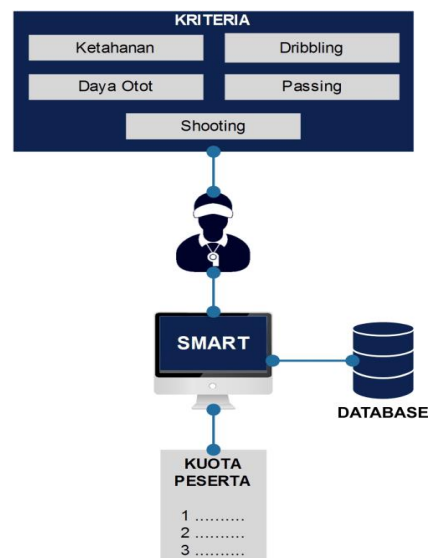 KRITERIA
Ketahanan
Dribbling
Daya Otot
Passing
Shooting
SMART
DATABASE
KUOTA
PESERTA
1 ..........
2 ..........
3 ..........